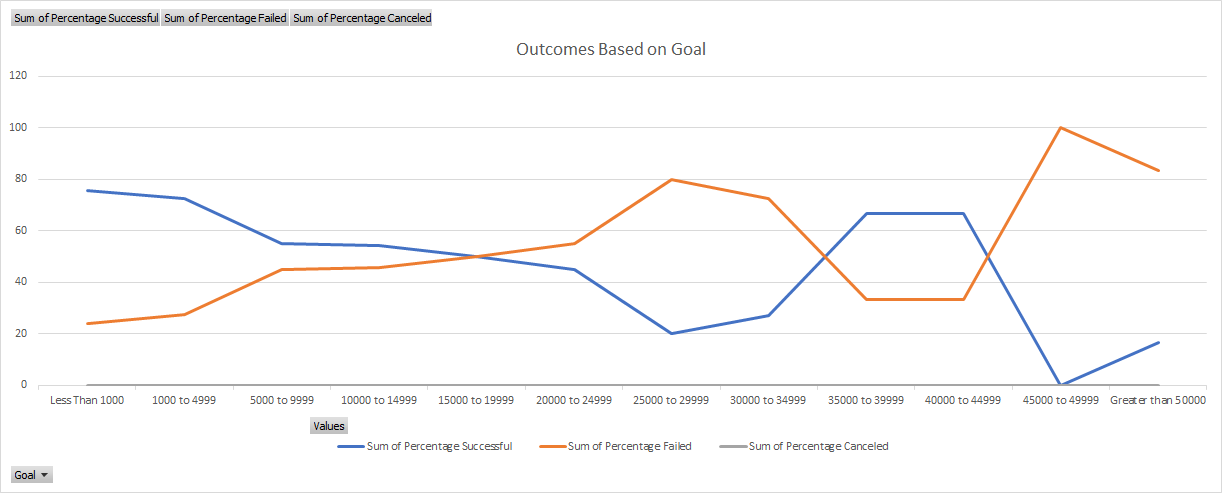 Sum of Percentage Successful Sum of Percentage Failed Sum of Percentage Canceled
Outcomes Based on Goal
120
100
80
60
40
20
0
Less Than 1000 1000 to 4999 5000 to 9999 10000 to 14999 15000 to 19999 20000 to 24999 25000 to 29999 30000 to 34999 35000 to 39999 40000 to 44999 45000 to 49999 Greater than 50000
Values
Sum of Percentage Successful Sum of Percentage Failed Sum of Percentage Canceled
Goal